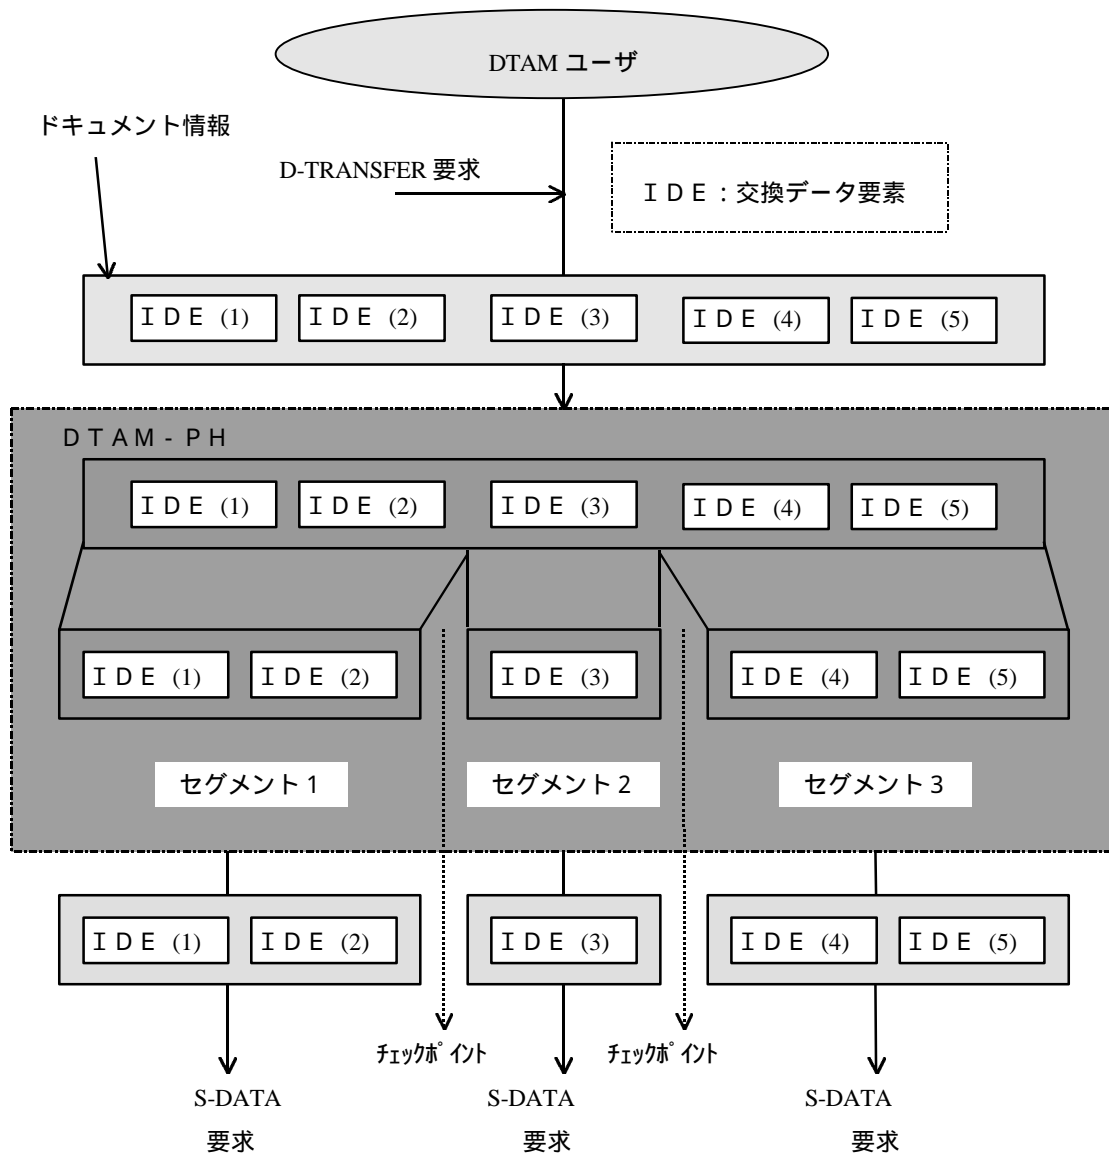 DTAM ユーザ
ドキュメント情報
D-TRANSFER 要求
ＩＤＥ：交換データ要素
ＩＤＥ (1) ＩＤＥ (2) ＩＤＥ (3) ＩＤＥ (4) ＩＤＥ (5)
ＤＴＡＭ - ＰＨ
ＩＤＥ (1) ＩＤＥ (2) ＩＤＥ (3) ＩＤＥ (4) ＩＤＥ (5)
ＩＤＥ (1) ＩＤＥ (2) ＩＤＥ (3) ＩＤＥ (4) ＩＤＥ (5)
セグメント１ セグメント２ セグメント３
ＩＤＥ (1) ＩＤＥ (2) ＩＤＥ (3) ＩＤＥ (4) ＩＤＥ (5)
ﾁｪｯｸﾎﾟｲﾝﾄ ﾁｪｯｸﾎﾟｲﾝﾄ
S-DATA S-DATA S-DATA
要求 要求 要求